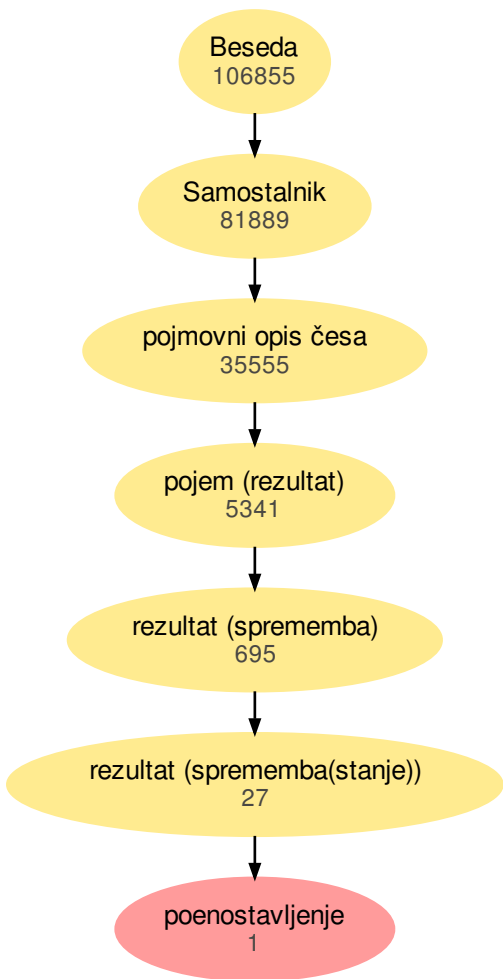 Beseda
106855
Samostalnik
81889
pojmovni opis česa
35555
pojem (rezultat)
5341
rezultat (sprememba)
695
rezultat (sprememba(stanje))
27
poenostavljenje
1